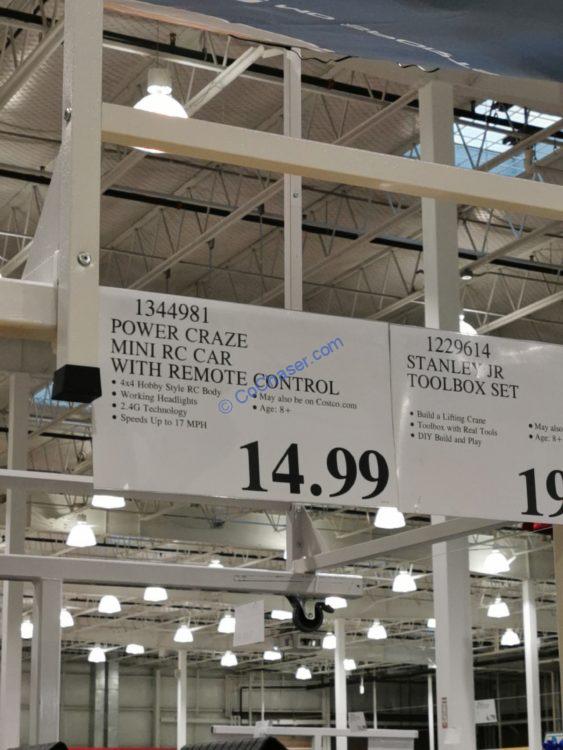 1344981
POWER CRAZE
MINI RC CAR
WITH REMOTE CONTROL
• 4x4 Hobby Style RC Body
• Working Headlights
• 2.4G Technology
• Speeds Up to 17 MPH
• May also be on Costco.com
• Age: 8+
14.99
© CoChaser.com
1229614
STANLEY JR
TOOLBOX SET
• Build a Lifting Crane
• Toolbox with Real Tools
• DIY Build and Play
• May also
• Age: 8+
19